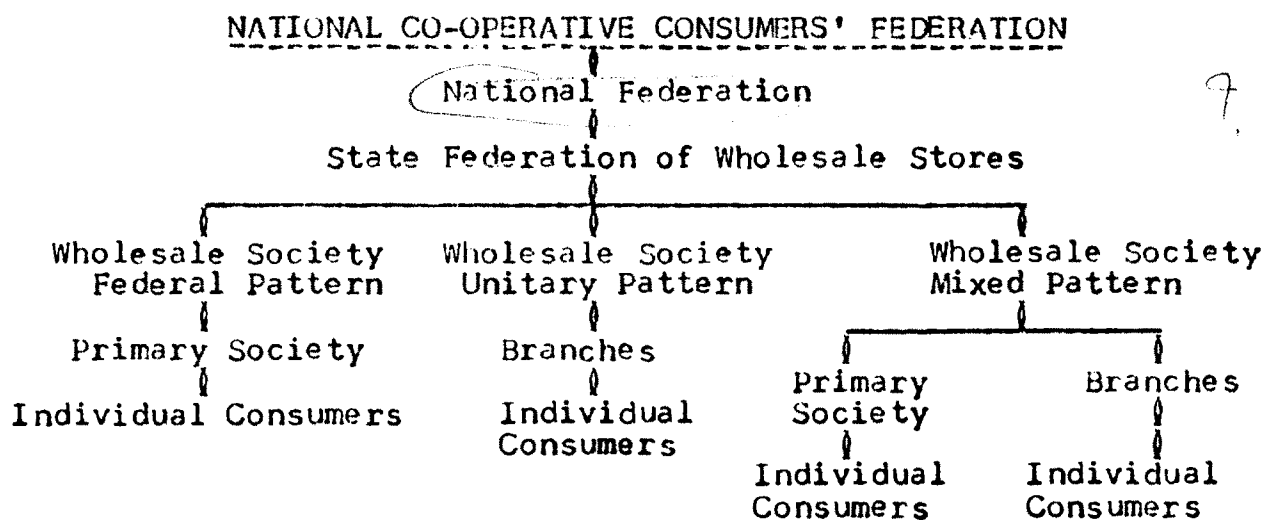 NATIONAL CO-OPERATIVE CONSUMERS' FEDERATION
National Federation
State Federation of Wholesale Stores
Wholesale Society
Federal Pattern
Primary Society
Individual Consumers
Wholesale Society
Unitary Pattern
Branches
Individual
Consumers
Wholesale Society
Mixed Pattern
Primary
Society
Individual
Consumers
Branches
Individual
Consumers